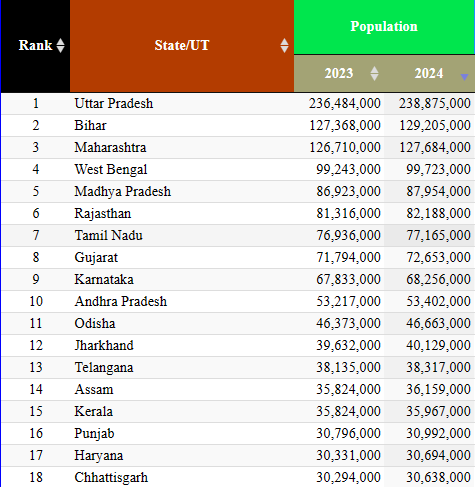 Rank State/UT Population
2023 2024
1 Uttar Pradesh 236,484,000 238,875,000
2 Bihar 127,368,000 129,205,000
3 Maharashtra 126,710,000 127,684,000
4 West Bengal 99,243,000 99,723,000
5 Madhya Pradesh 86,923,000 87,954,000
6 Rajasthan 81,316,000 82,188,000
7 Tamil Nadu 76,936,000 77,165,000
8 Gujarat 71,794,000 72,653,000
9 Karnataka 67,833,000 68,256,000
10 Andhra Pradesh 53,217,000 53,402,000
11 Odisha 46,373,000 46,663,000
12 Jharkhand 39,632,000 40,129,000
13 Telangana 38,135,000 38,317,000
14 Assam 35,824,000 36,159,000
15 Kerala 35,824,000 35,967,000
16 Punjab 30,796,000 30,992,000
17 Haryana 30,331,000 30,694,000
18 Chhattisgarh 30,294,000 30,638,000